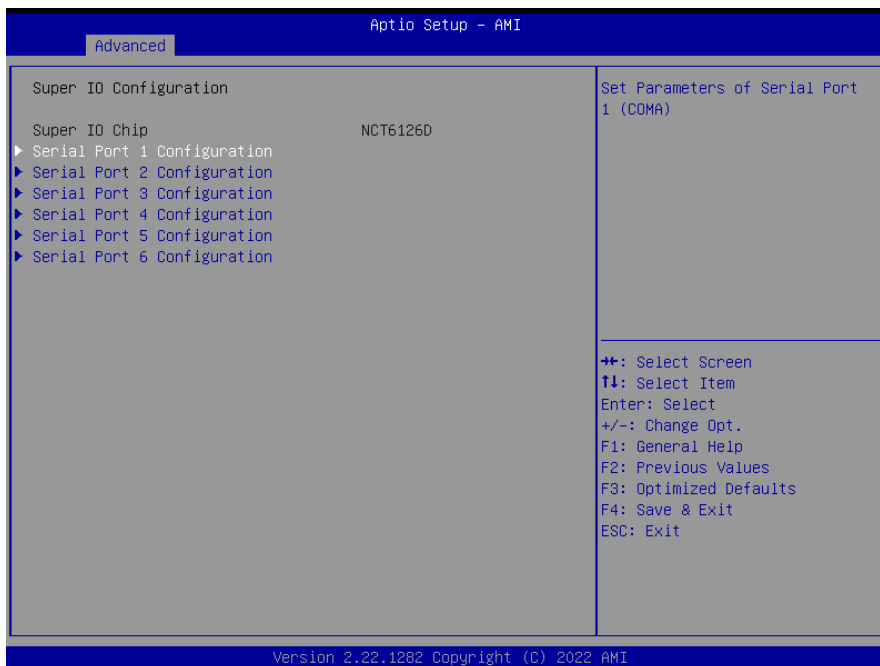 Aptio Setup - AMI
Advanced
Super IO Configuration
Super IO Chip NCT6126D
Serial Port 1 Configuration
Serial Port 2 Configuration
Serial Port 3 Configuration
Serial Port 4 Configuration
Serial Port 5 Configuration
Serial Port 6 Configuration
Set Parameters of Serial Port
1 (COMA)
→←: Select Screen
↑↓: Select Item
Enter: Select
+/-: Change Opt.
F1: General Help
F2: Previous Values
F3: Optimized Defaults
F4: Save & Exit
ESC: Exit
Version 2.22.1282 Copyright (C) 2022 AMI